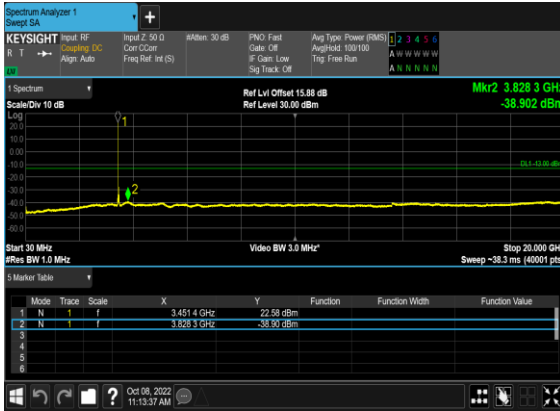 Spectrum Analyzer 1
Swept SA
+
KEYSIGHT
R T
LV
Input: RF
Coupling: DC
Align: Auto
Input Z: 50 Ω
Corr CCorr
Freq Ref: Int (S)
#Atten: 30 dB
PNO: Fast
Gate: Off
IF Gain: Low
Sig Track: Off
Avg Type: Power (RMS)
Avg|Hold: 100/100
Trig: Free Run
1 2 3 4 5 6
A W W W W W
A N N N N N
1 Spectrum
Scale/Div 10 dB
Ref Lvl Offset 15.88 dB
Ref Level 30.00 dBm
Mkr2 3.828 3 GHz
-38.902 dBm
Log
20.0
10.0
0.00
-10.0
-20.0
-30.0
-40.0
-50.0
-60.0
1
2
DL1 -13.00 dBm
Start 30 MHz
#Res BW 1.0 MHz
Video BW 3.0 MHz*
Stop 20.000 GHz
Sweep ~38.3 ms (40001 pts)
5 Marker Table
Mode Trace Scale X Y Function Function Width Function Value
1 N 1 f 3.451 4 GHz 22.58 dBm
2 N 1 f 3.828 3 GHz -38.90 dBm
3
4
5
6
?
Oct 08, 2022
11:13:37 AM